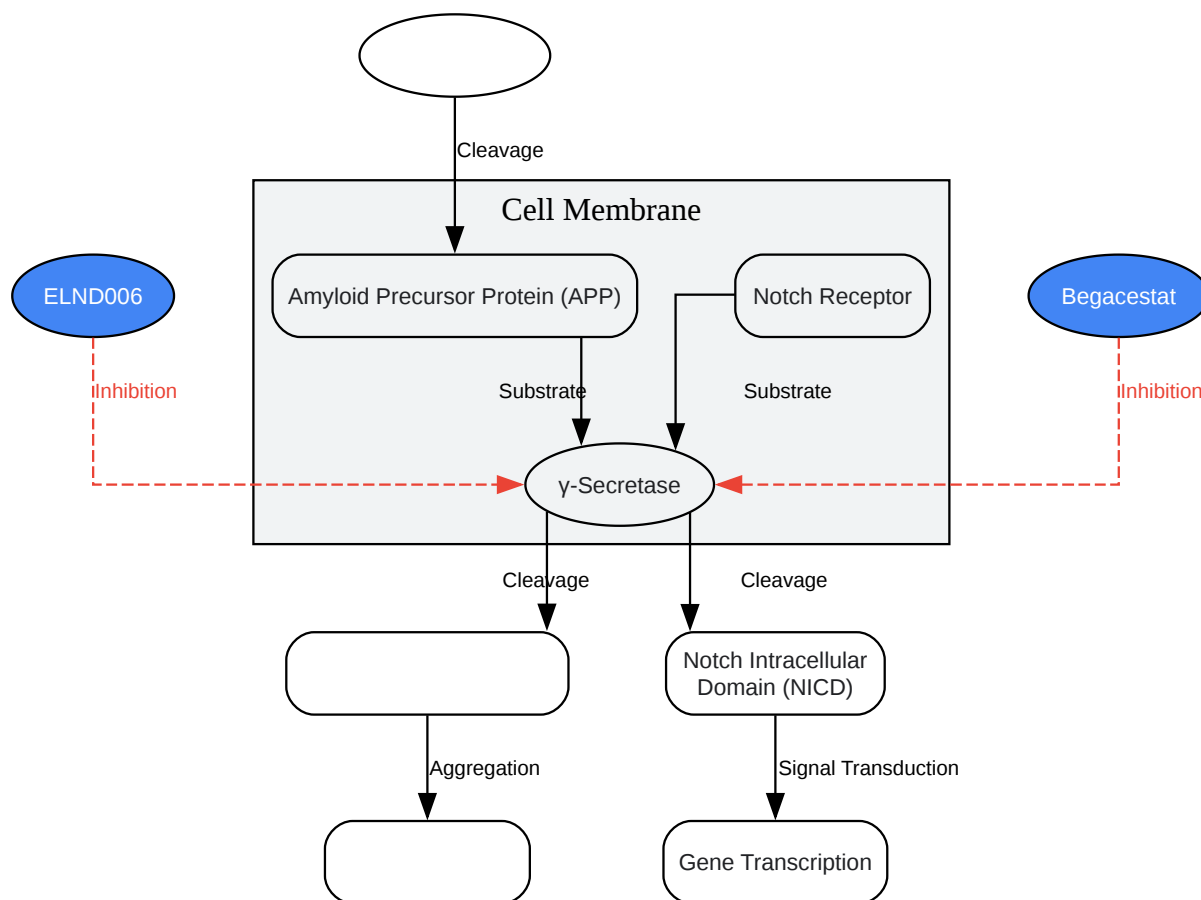 Cleavage
Cell Membrane
ELND006
Amyloid Precursor Protein (APP)
Notch Receptor
Begacestat
Inhibition
Substrate
Substrate
Inhibition
γ-Secretase
Cleavage
Cleavage
Notch Intracellular
Domain (NICD)
Aggregation
Signal Transduction
Gene Transcription